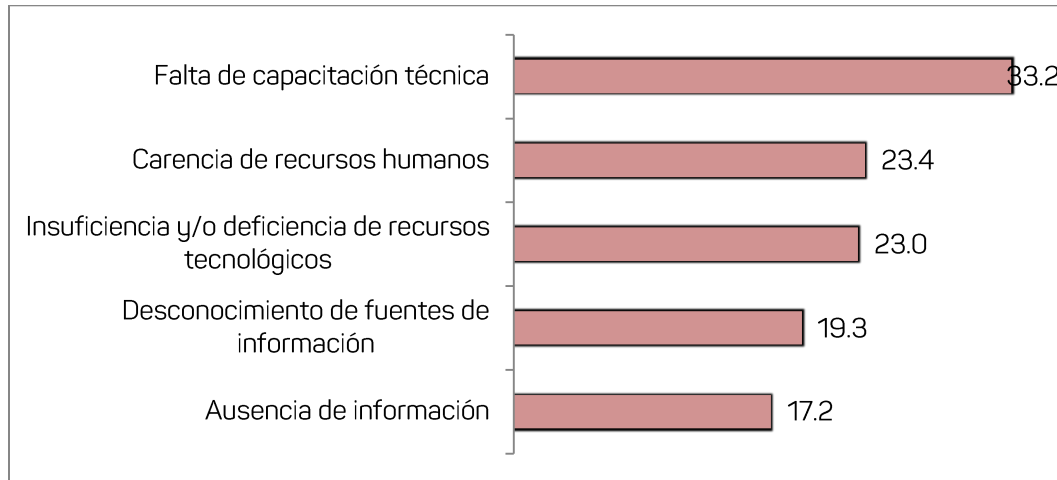 Falta de capacitación técnica
33.2
Carencia de recursos humanos
23.4
Insuficiencia y/o deficiencia de recursos
tecnológicos
23.0
Desconocimiento de fuentes de
información
19.3
Ausencia de información
17.2